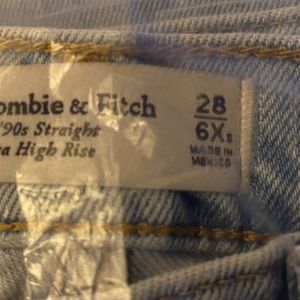 ombie & Fitch
'90s Straight
a High Rise
28
6Xs
MADE IN
MEXICO